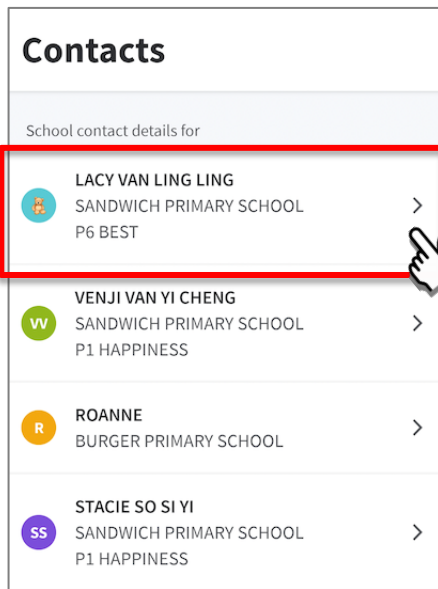 Contacts
School contact details for
LACY VAN LING LING
SANDWICH PRIMARY SCHOOL
P6 BEST
VENJI VAN YI CHENG
VV
SANDWICH PRIMARY SCHOOL
P1 HAPPINESS
ROANNE
R
BURGER PRIMARY SCHOOL
STACIE SO SI YI
SS
SANDWICH PRIMARY SCHOOL
P1 HAPPINESS